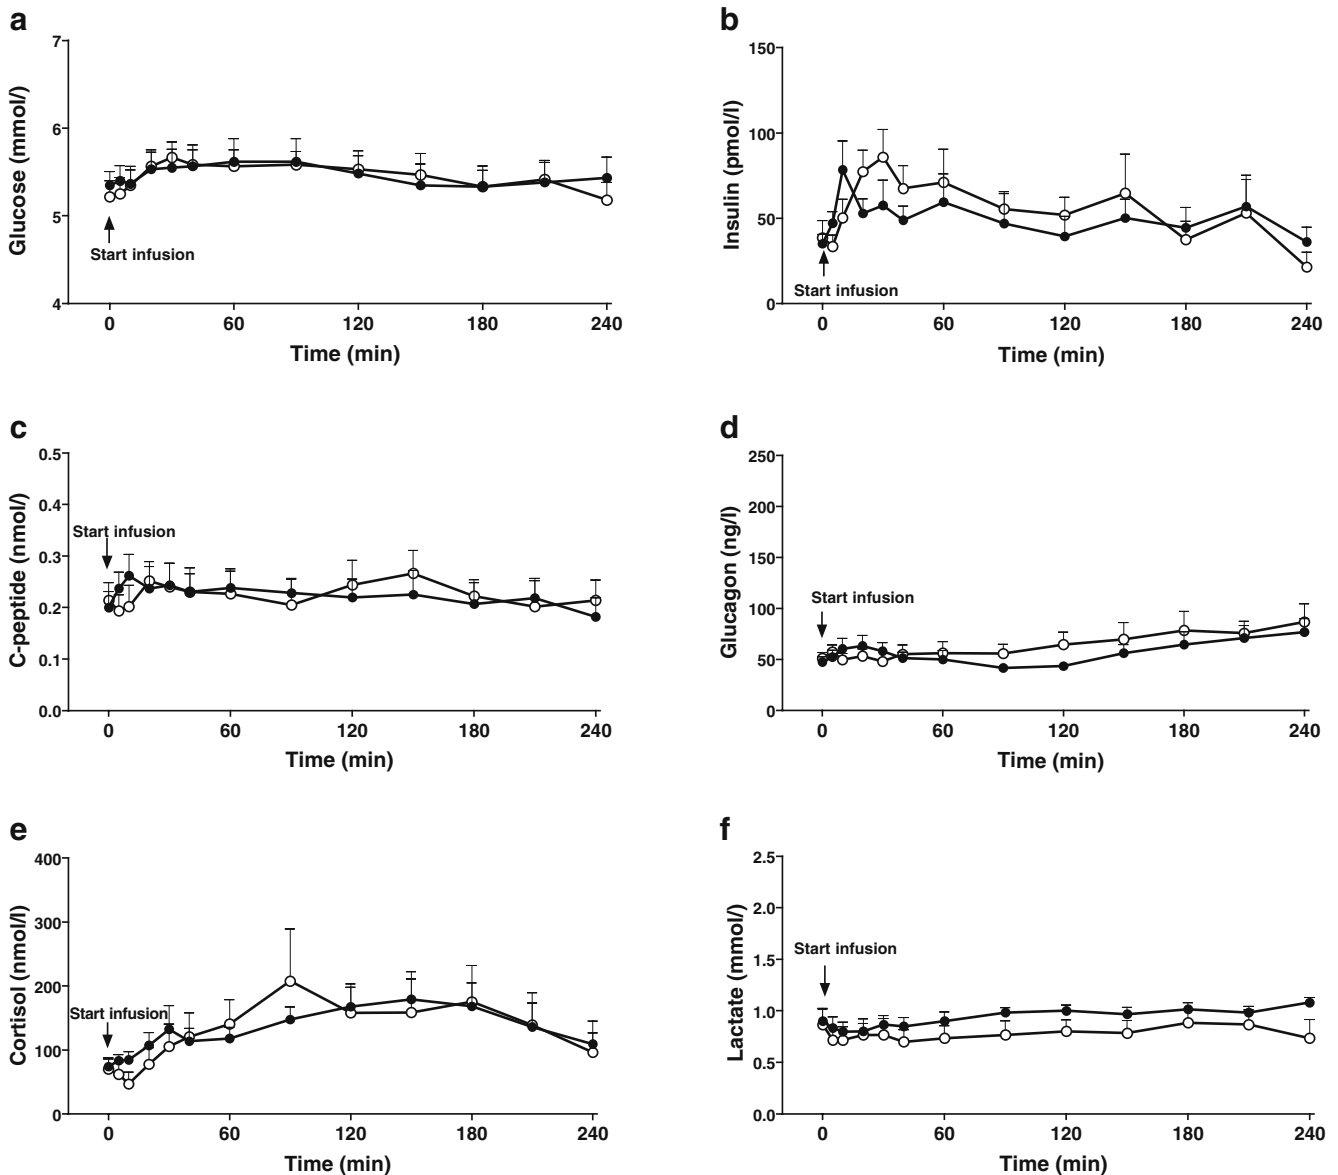 a
7
6
5
4
Glucose (mmol/)
Start infusion
0 60 120 180 240
Time (min)
b
150
100
50
0
Insulin (pmol/l)
Start infusion
0 60 120 180 240
Time (min)
c
0.5
0.4
0.3
0.2
0.1
0.0
C-peptide (nmol/)
Start infusion
0 60 120 180 240
Time (min)
d
250
200
150
100
50
0
Glucagon (ng/l)
Start infusion
0 60 120 180 240
Time (min)
e
400
300
200
100
0
Cortisol (nmol/l)
Start infusion
0 60 120 180 240
Time (min)
f
2.5
2.0
1.5
1.0
0.5
0.0
Lactate (mmol/)
Start infusion
0 60 120 180 240
Time (min)